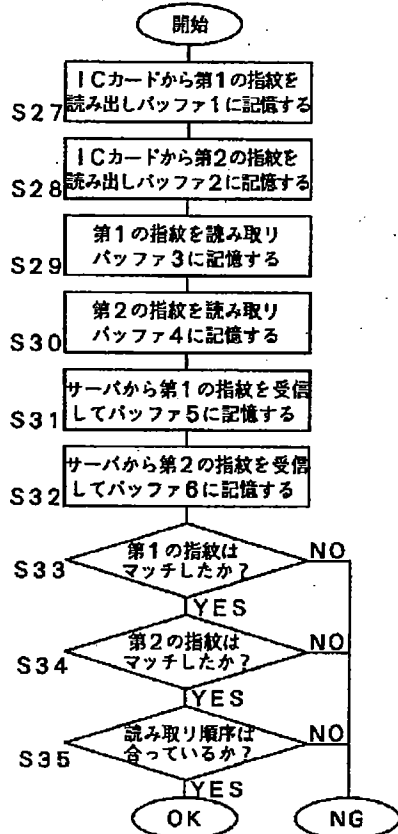 開始
ICカードから第1の指紋を
読み出しバッファ1に記憶する
S27
ICカードから第2の指紋を
読み出しバッファ2に記憶する
S28
第1の指紋を読み取り
バッファ3に記憶する
S29
第2の指紋を読み取り
バッファ4に記憶する
S30
サーバから第1の指紋を受信
してバッファ5に記憶する
S31
サーバから第2の指紋を受信
してバッファ6に記憶する
S32
第1の指紋は
マッチしたか?
NO
S33
YES
第2の指紋は
マッチしたか?
NO
S34
YES
読み取り順序は
合っているか?
NO
S35
YES
OK
NG